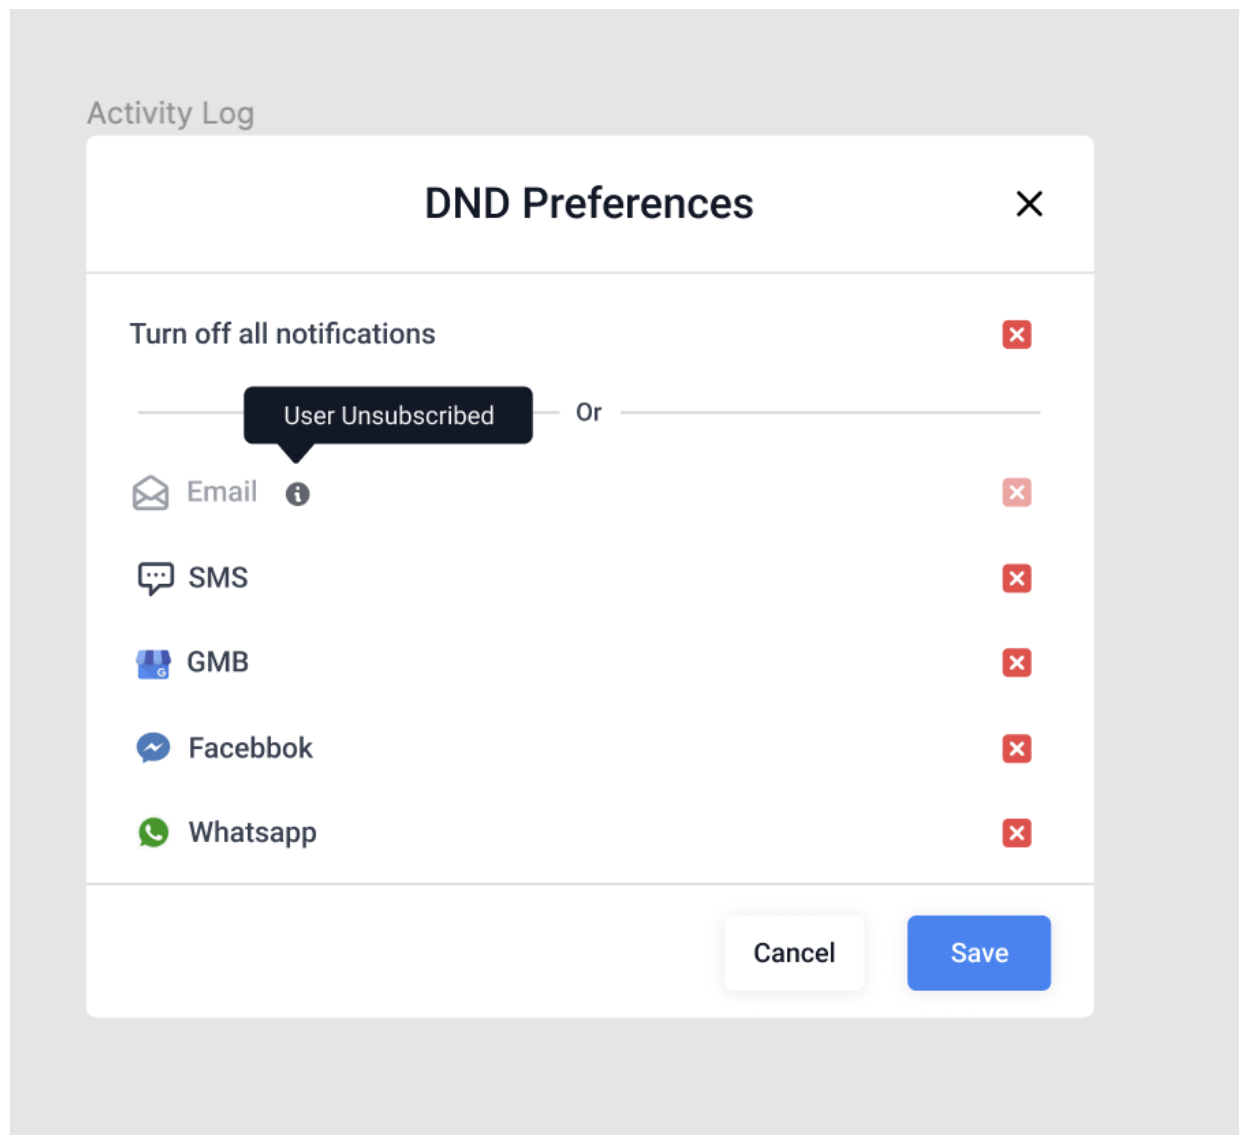 Activity Log
DND Preferences
Turn off all notifications
User Unsubscribed
Or
Email
SMS
GMB
Facebbok
Whatsapp
Cancel
Save